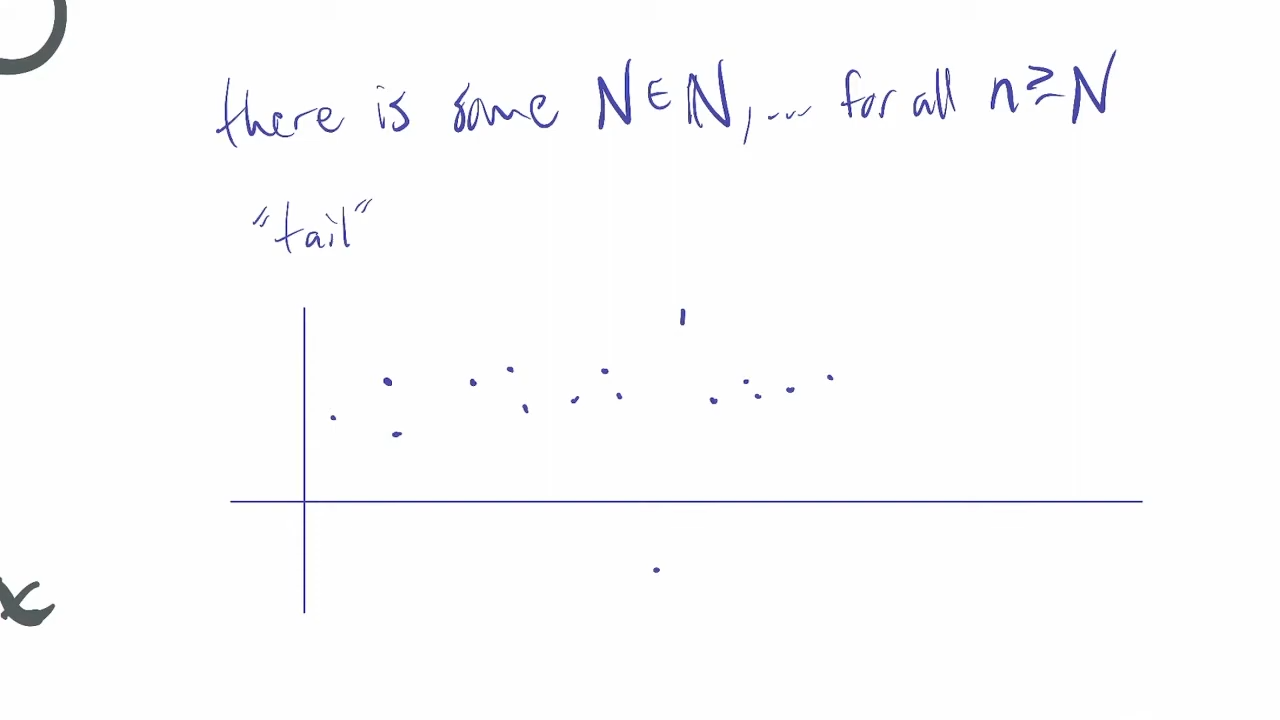 there is some N ∈ ℕ, ... for all n ≥ N
"tail"